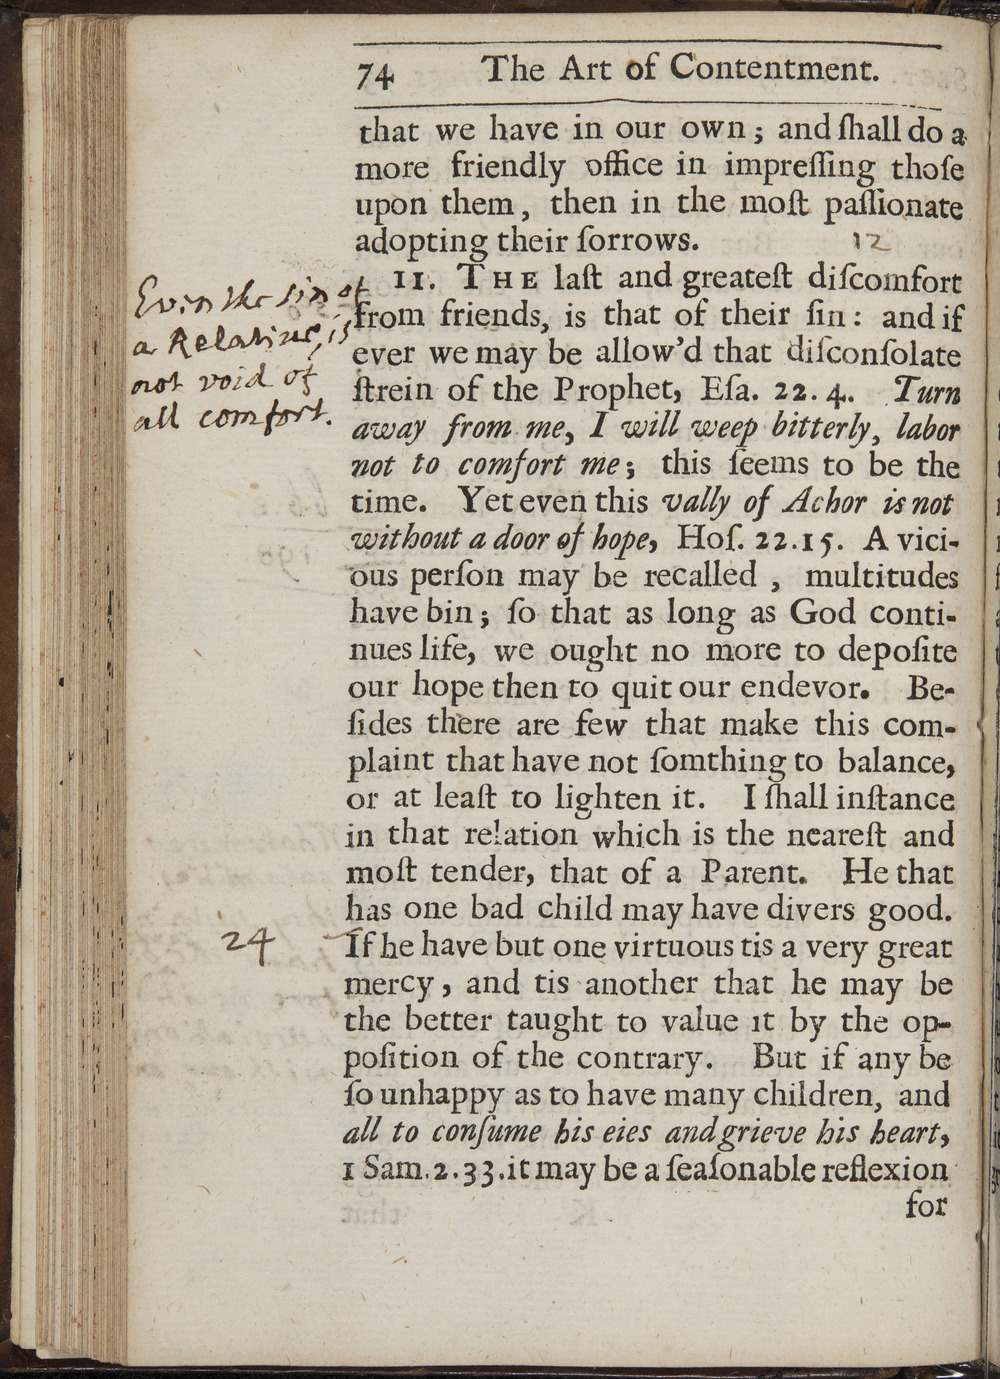 74 The Art of Contentment.
that we have in our own; and ſhall do a
more friendly office in impreſſing thoſe
upon them, then in the moſt paſſionate
adopting their ſorrows.
12
Even the sin of
a Relative, is
not void of
all comfort.
11. THE laſt and greateſt diſcomfort
from friends, is that of their ſin: and if
ever we may be allow'd that diſconſolate
ſtrein of the Prophet, Eſa. 22. 4. Turn
away from me, I will weep bitterly, labor
not to comfort me; this ſeems to be the
time. Yet even this vally of Achor is not
without a door of hope, Hoſ. 22.15. A vici-
ous perſon may be recalled , multitudes
have bin; ſo that as long as God conti-
nues life, we ought no more to depoſite
our hope then to quit our endevor. Be-
ſides there are few that make this com-
plaint that have not ſomthing to balance,
or at leaſt to lighten it. I ſhall inſtance
in that relation which is the neareſt and
moſt tender, that of a Parent. He that
has one bad child may have divers good.
24
If he have but one virtuous tis a very great
mercy, and tis another that he may be
the better taught to value it by the op-
poſition of the contrary. But if any be
ſo unhappy as to have many children, and
all to conſume his eies and grieve his heart,
1 Sam. 2.33. it may be a ſeaſonable reflexion
for